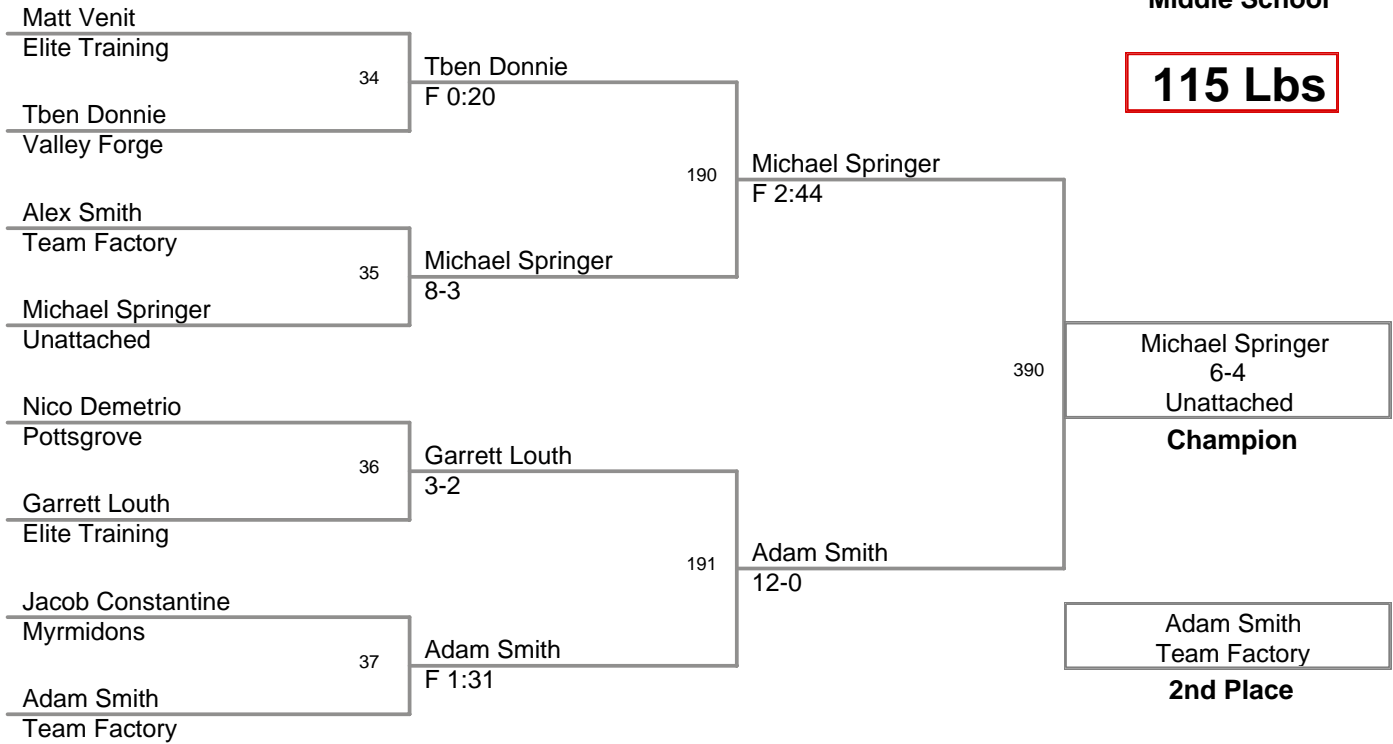 Middle School
115 Lbs
Matt Venit
Elite Training
34
Tben Donnie
Valley Forge
Tben Donnie
F 0:20
Alex Smith
Team Factory
35
Michael Springer
Unattached
Michael Springer
8-3
190
Michael Springer
F 2:44
Nico Demetrio
Pottsgrove
36
Garrett Louth
Elite Training
Garrett Louth
3-2
Jacob Constantine
Myrmidons
37
Adam Smith
Team Factory
Adam Smith
F 1:31
191
Adam Smith
12-0
390
Michael Springer
6-4
Unattached
Champion
Adam Smith
Team Factory
2nd Place